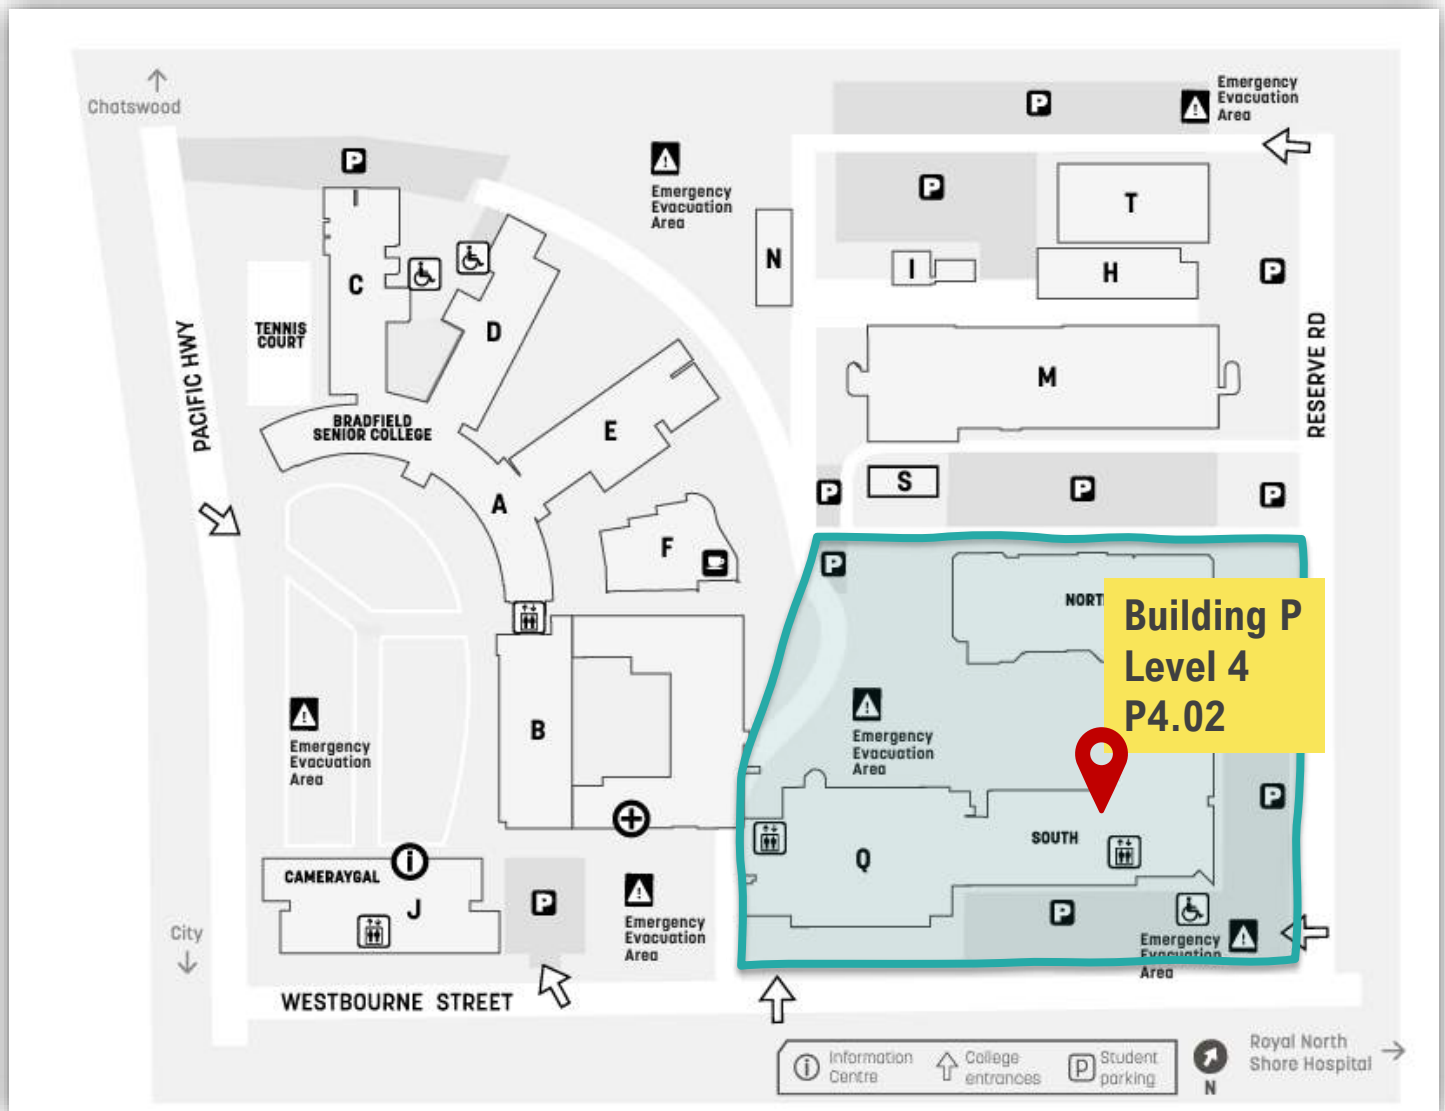 Chatswood
P
Emergency
Evacuation
Area
P
Emergency
Evacuation
Area
P
T
N
I
H
P
C
D
TENNIS
COURT
PACIFIC HWY
RESERVE RD
M
BRADFIELD
SENIOR COLLEGE
E
A
S
P
P
P
F
P
NORT
Building P
Level 4
P4.02
Emergency
Evacuation
Area
B
Emergency
Evacuation
Area
P
SOUTH
Q
i
CAMERAYGAL
J
P
Emergency
Evacuation
Area
P
Emergency
Evacuation
Area
City
WESTBOURNE STREET
i
Information
Centre
College
entrances
P
Student
parking
N
Royal North
Shore Hospital